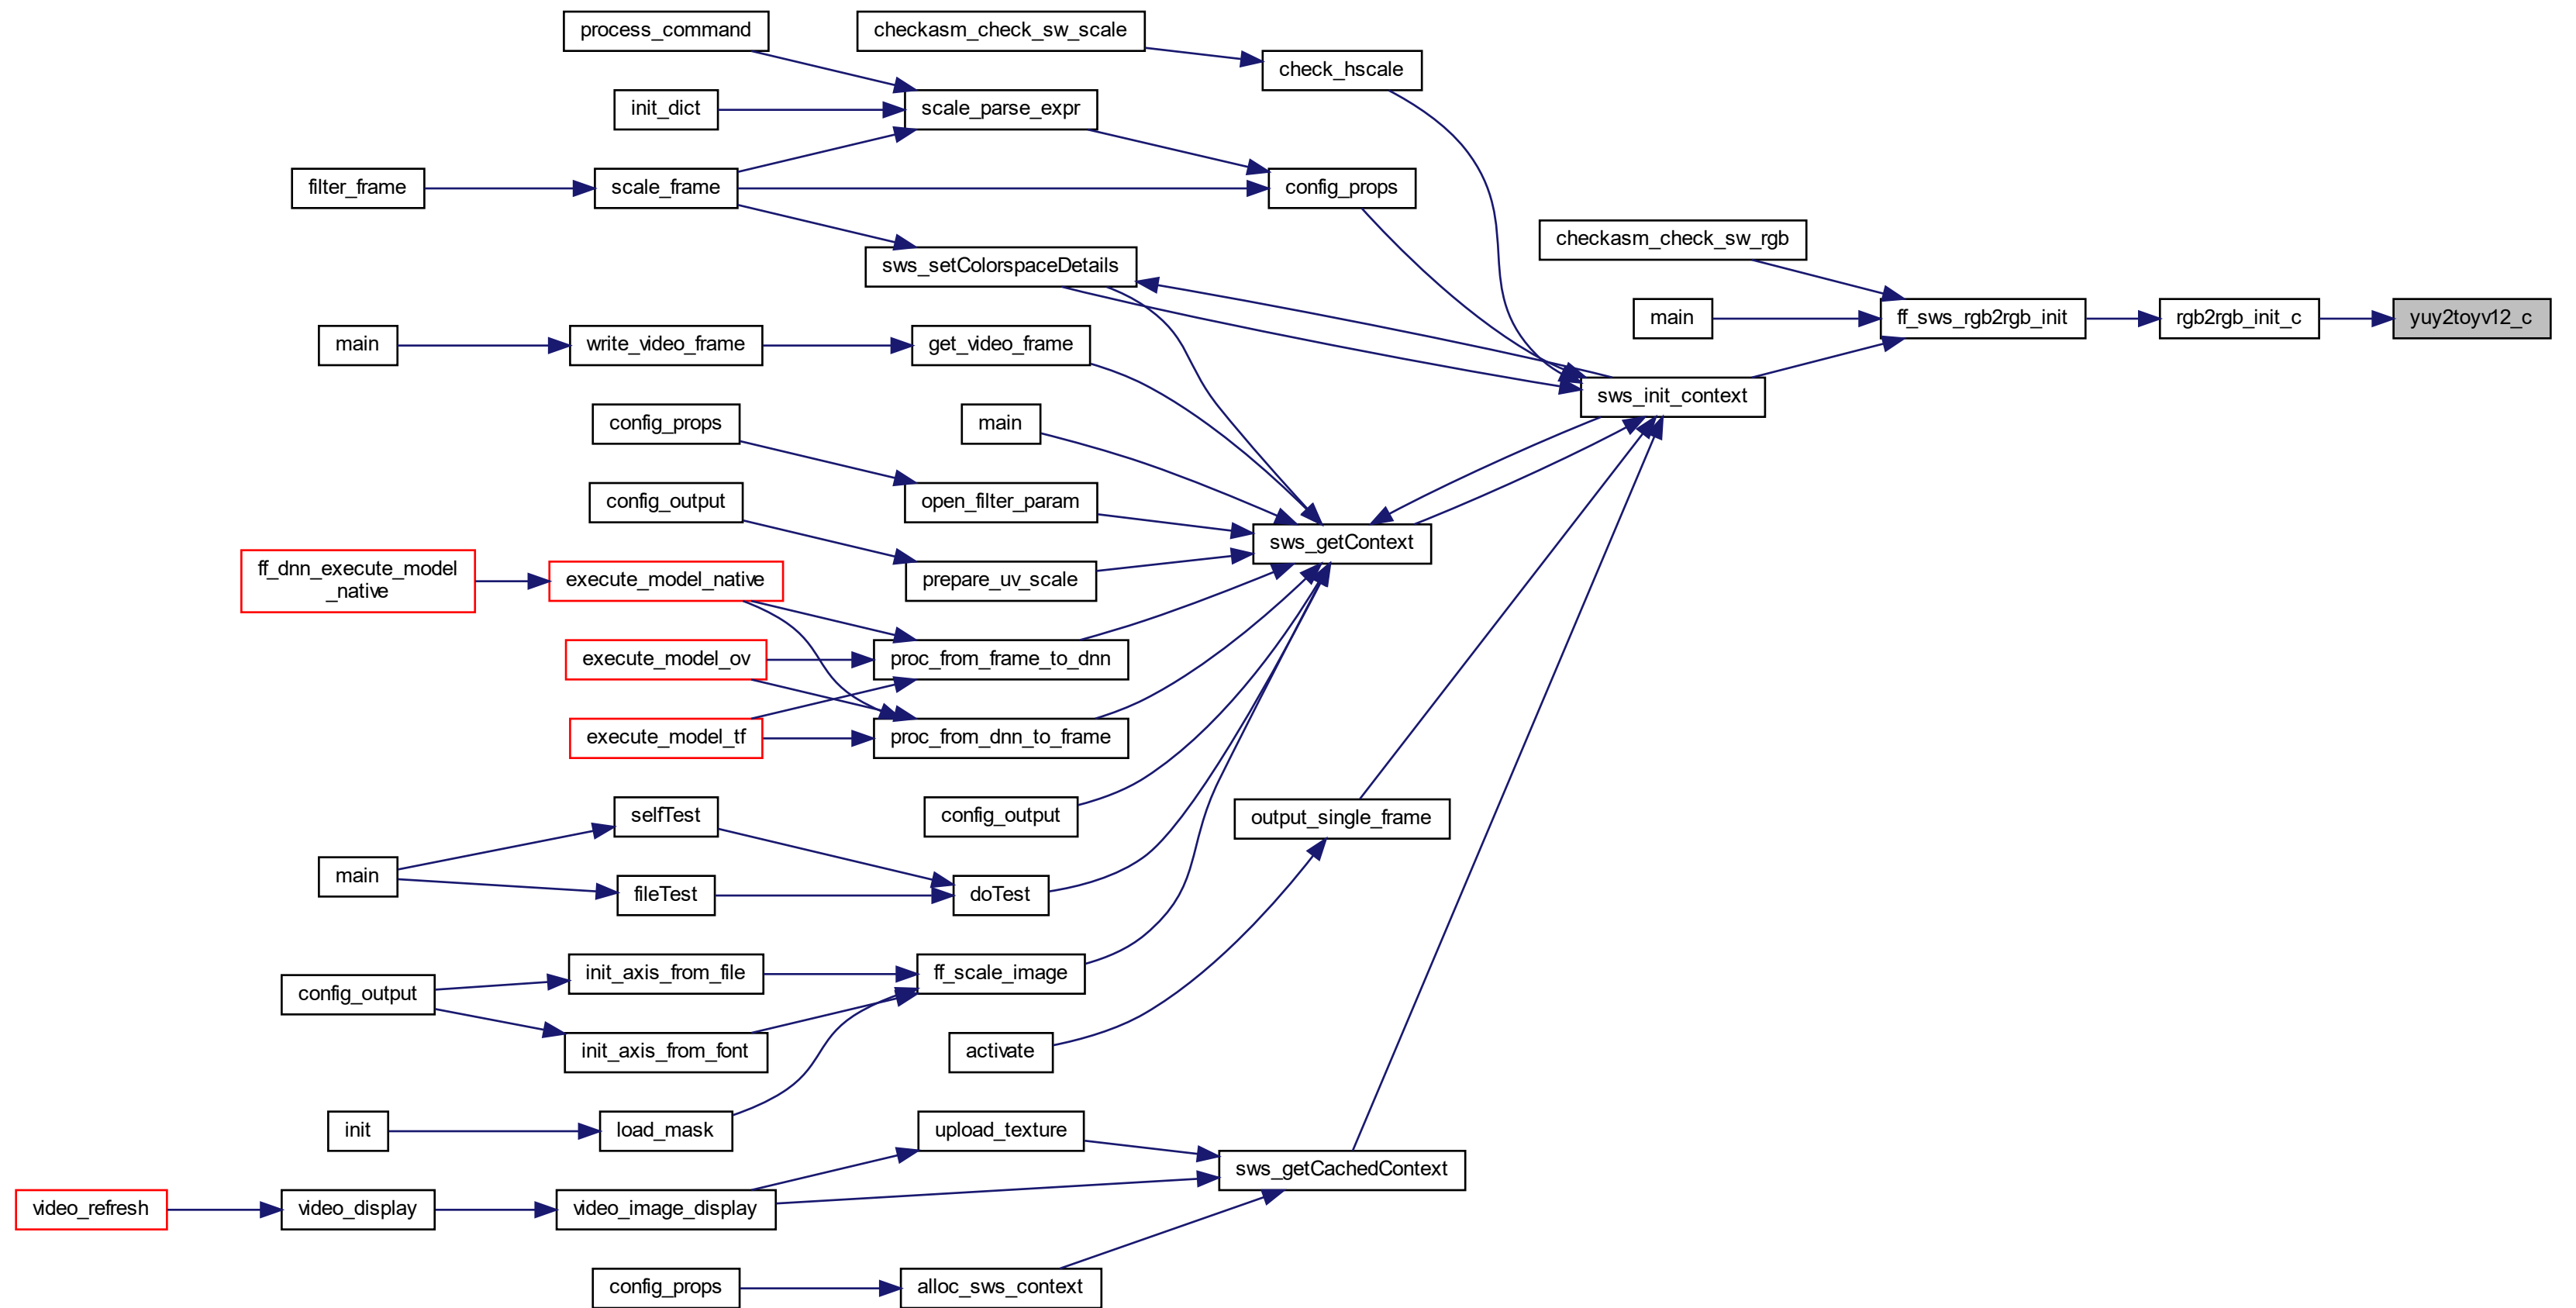 process_command
checkasm_check_sw_scale
check_hscale
init_dict
scale_parse_expr
filter_frame
scale_frame
config_props
sws_setColorspaceDetails
checkasm_check_sw_rgb
main
ff_sws_rgb2rgb_init
rgb2rgb_init_c
yuy2toyv12_c
main
write_video_frame
get_video_frame
sws_init_context
config_props
main
config_output
open_filter_param
sws_getContext
ff_dnn_execute_model
_native
execute_model_native
prepare_uv_scale
execute_model_ov
proc_from_frame_to_dnn
execute_model_tf
proc_from_dnn_to_frame
selfTest
config_output
output_single_frame
main
fileTest
doTest
config_output
init_axis_from_file
ff_scale_image
init_axis_from_font
activate
init
load_mask
upload_texture
sws_getCachedContext
video_refresh
video_display
video_image_display
config_props
alloc_sws_context